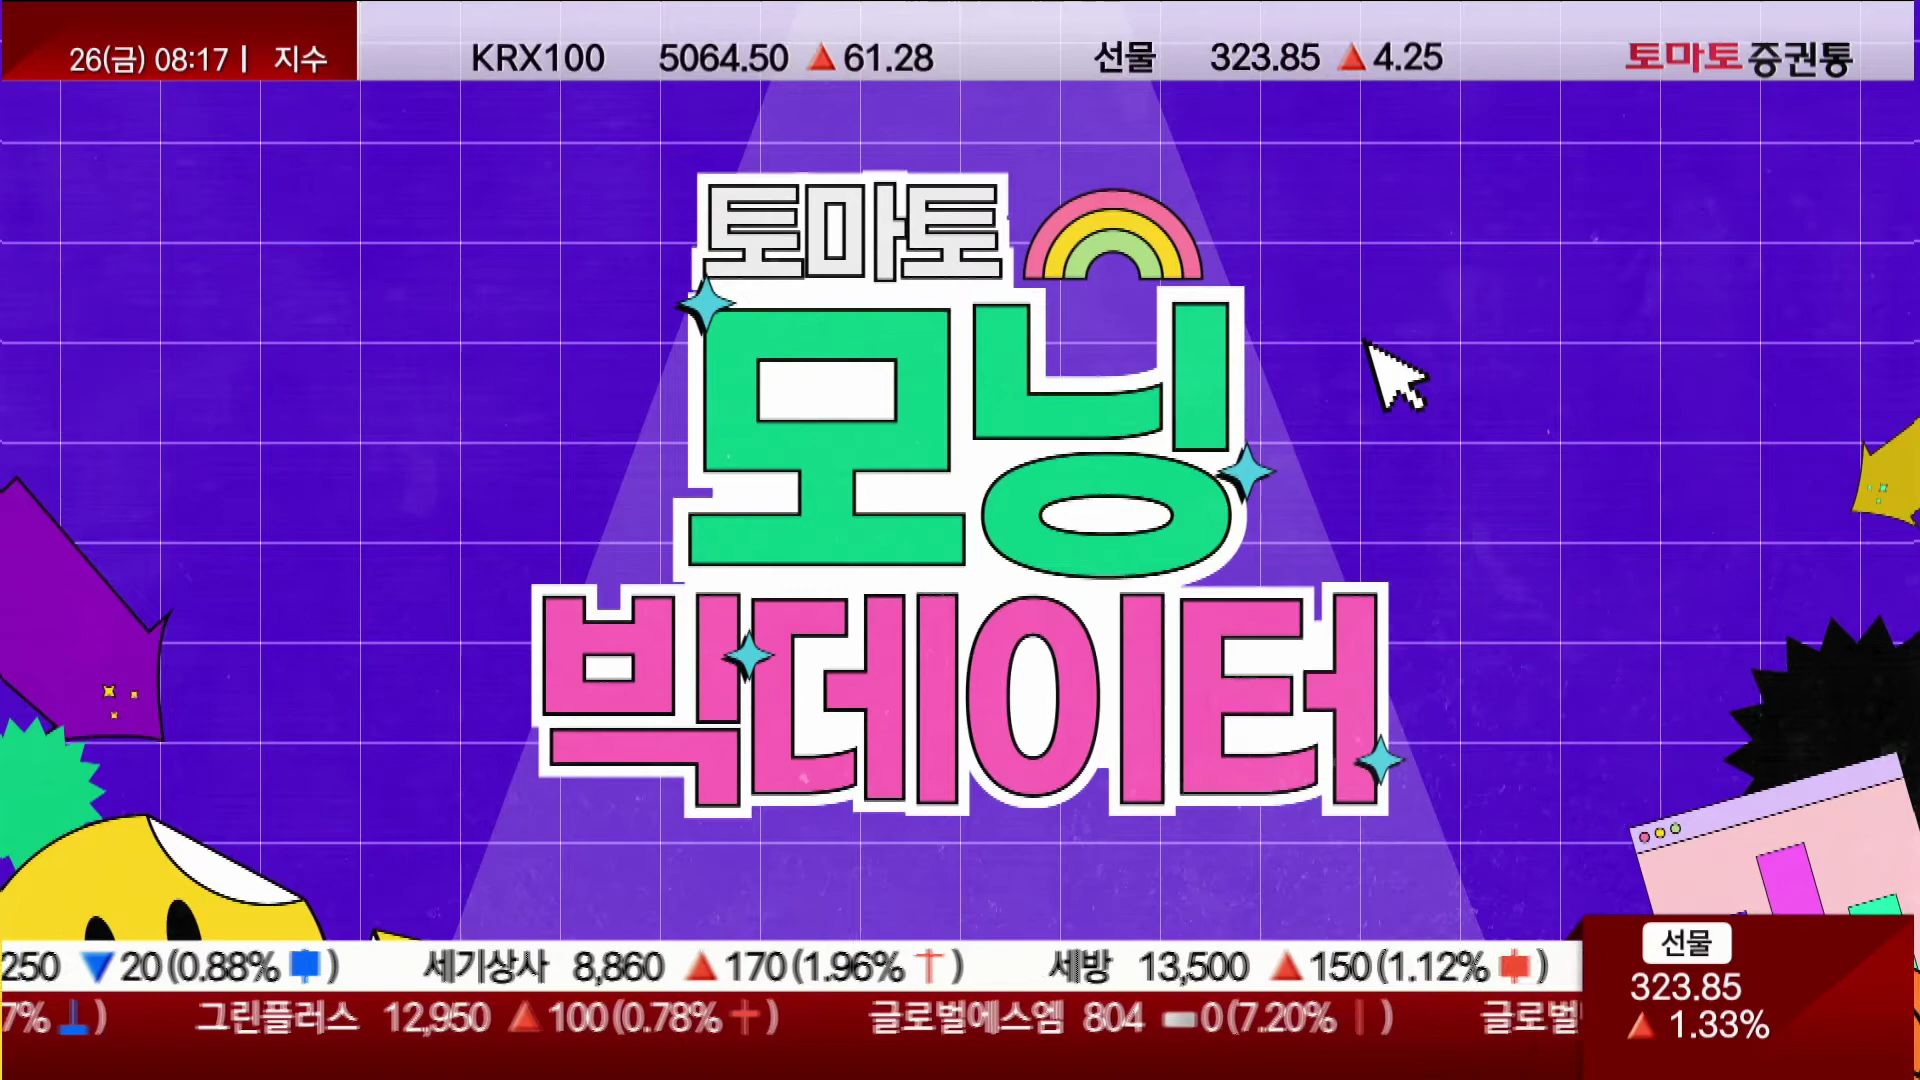 26(금) 08:17 | 지수 KRX100 5064.50 ▲61.28 선물 323.85 ▲4.25 토마토증권통
토마토
모닝
빅데이터
250 ▼20(0.88% ) 세기상사 8,860 ▲170(1.96% ) 세방 13,500 ▲150(1.12% )
7% ) 그린플러스 12,950 ▲100(0.78% ) 글로벌에스엠 804 0(7.20% ) 글로벌
선물
323.85
▲ 1.33%